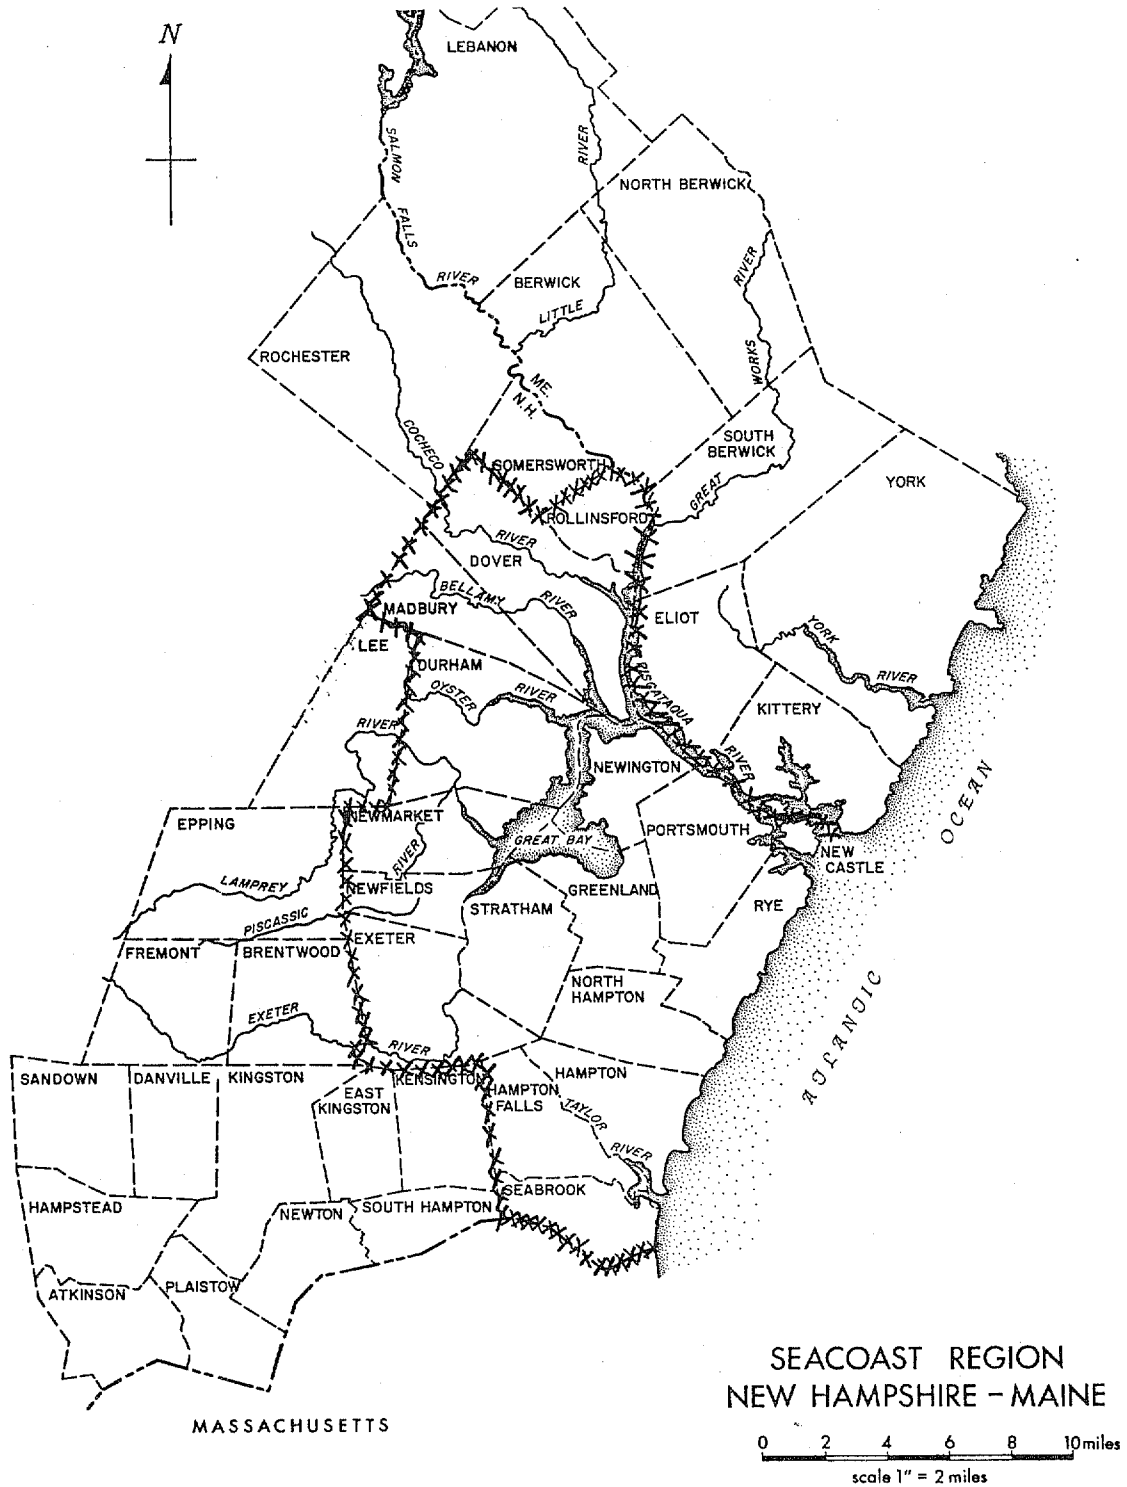 N
LEBANON
SALMON
FALLS
RIVER
RIVER
NORTH BERWICK
BERWICK
LITTLE
RIVER
WORKS
ROCHESTER
ME.
N.H.
COCHECO
SOMERSWORTH
SOUTH
BERWICK
GREAT
YORK
ROLLINSFORD
RIVER
DOVER
BELLAMY
RIVER
MADBURY
LEE
ELIOT
DURHAM
YORK
RIVER
OYSTER
RIVER
PISCATAQUA
RIVER
KITTERY
RIVER
NEWINGTON
EPPING
NEWMARKET
PORTSMOUTH
GREAT BAY
RIVER
NEW
CASTLE
LAMPREY
NEWFIELDS
GREENLAND
STRATHAM
RYE
PISCASSIC
EXETER
FREMONT
BRENTWOOD
NORTH
HAMPTON
EXETER
RIVER
ATLANTIC
OCEAN
SANDOWN
DANVILLE
KINGSTON
KENSINGTON
HAMPTON
EAST
KINGSTON
HAMPTON
FALLS
TAYLOR
RIVER
SEABROOK
HAMPSTEAD
NEWTON
SOUTH HAMPTON
ATKINSON
PLAISTOW
MASSACHUSETTS
SEACOAST REGION
NEW HAMPSHIRE – MAINE
0 2 4 6 8 10 miles
scale 1" = 2 miles